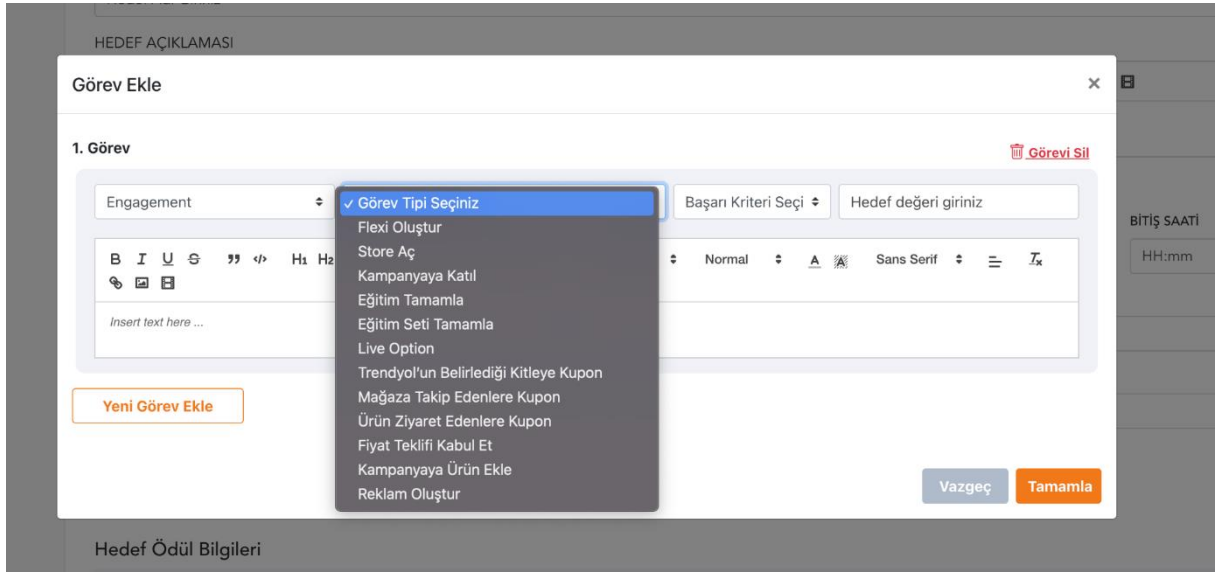 HEDEF AÇIKLAMASI
Görev Ekle
1. Görev
Görevi Sil
Engagement
✓ Görev Tipi Seçiniz
Başarı Kriteri Seçi
Hedef değeri giriniz
Flexi Oluştur
Store Aç
Kampanyaya Katıl
Eğitim Tamamla
Eğitim Seti Tamamla
Live Option
Trendyol'un Belirlediği Kitleye Kupon
Mağaza Takip Edenlere Kupon
Ürün Ziyaret Edenlere Kupon
Fiyat Teklifi Kabul Et
Kampanyaya Ürün Ekle
Reklam Oluştur
BİTİŞ SAATİ
HH:mm
B I U S H1 H2 Normal A A Sans Serif
Insert text here ...
Yeni Görev Ekle
Vazgeç Tamamla
Hedef Ödül Bilgileri